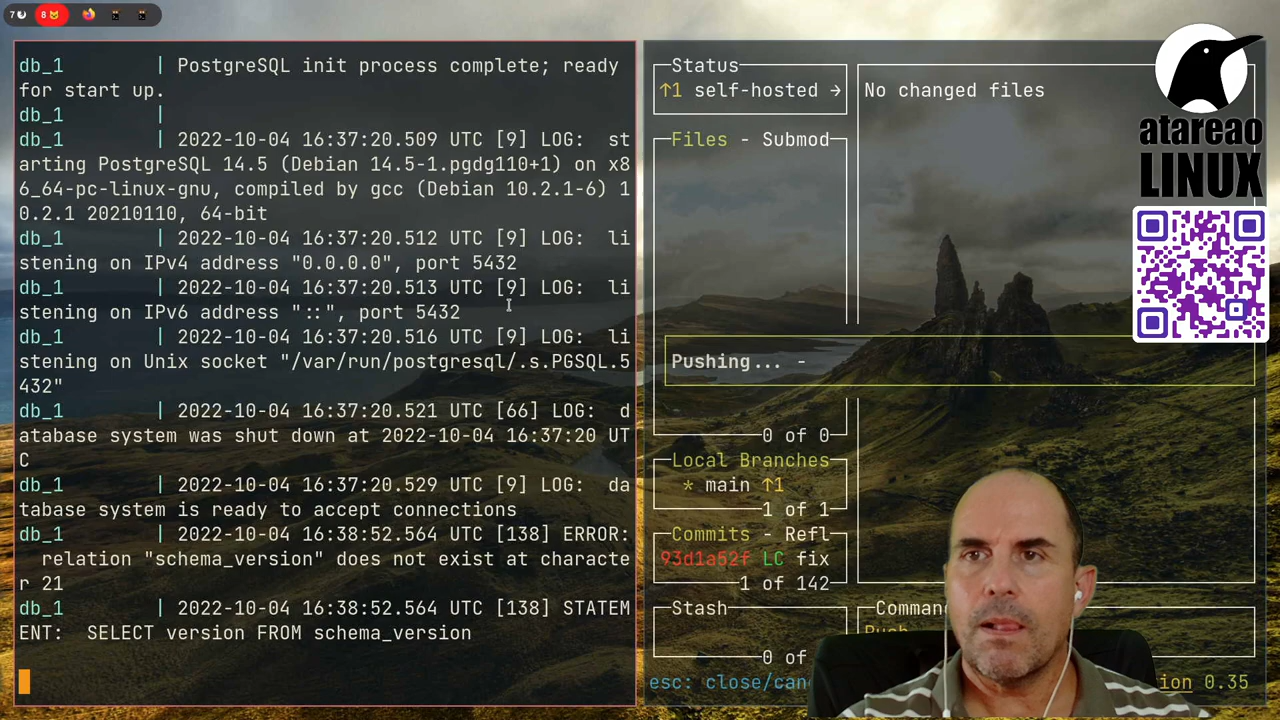 7
8
db_1        | PostgreSQL init process complete; ready
for start up.
db_1        |
db_1        | 2022-10-04 16:37:20.509 UTC [9] LOG:  st
arting PostgreSQL 14.5 (Debian 14.5-1.pgdg110+1) on x8
6_64-pc-linux-gnu, compiled by gcc (Debian 10.2.1-6) 1
0.2.1 20210110, 64-bit
db_1        | 2022-10-04 16:37:20.512 UTC [9] LOG:  li
stening on IPv4 address "0.0.0.0", port 5432
db_1        | 2022-10-04 16:37:20.513 UTC [9] LOG:  li
stening on IPv6 address "::", port 5432
db_1        | 2022-10-04 16:37:20.516 UTC [9] LOG:  li
stening on Unix socket "/var/run/postgresql/.s.PGSQL.5
432"
db_1        | 2022-10-04 16:37:20.521 UTC [66] LOG:  d
atabase system was shut down at 2022-10-04 16:37:20 UT
C
db_1        | 2022-10-04 16:37:20.529 UTC [9] LOG:  da
tabase system is ready to accept connections
db_1        | 2022-10-04 16:38:52.564 UTC [138] ERROR:
  relation "schema_version" does not exist at characte
r 21
db_1        | 2022-10-04 16:38:52.564 UTC [138] STATEM
ENT:  SELECT version FROM schema_version
Status
↑1 self-hosted →
Files - Submod
0 of 0
Local Branches
* main ↑1
1 of 1
Commits - Refl
93d1a52f LC fix
1 of 142
Stash
0 of
esc: close/can
No changed files
Pushing... -
Comman
Push
ion 0.35
atareao
LINUX